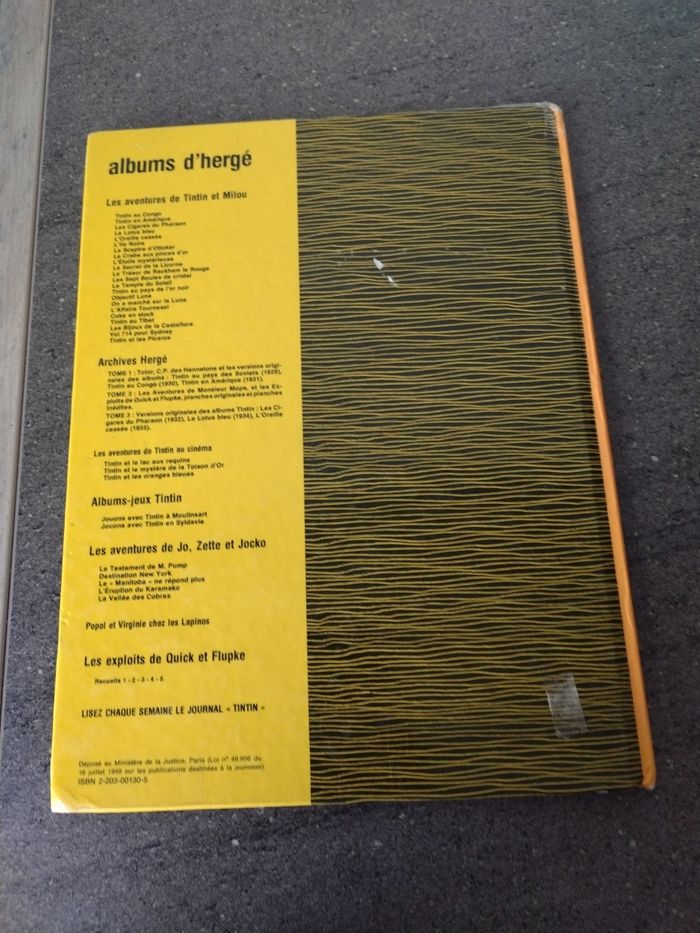 albums d'hergé
Les aventures de Tintin et Milou
Tintin au Congo
Tintin en Amérique
Les Cigares du Pharaon
Le Lotus bleu
L'Oreille cassée
L'Ile Noire
Le Sceptre d'Ottokar
Le Crabe aux pinces d'or
L'Étoile mystérieuse
Le Secret de la Licorne
Le Trésor de Rackham le Rouge
Les Sept Boules de cristal
Le Temple du Soleil
Tintin au pays de l'or noir
Objectif Lune
On a marché sur la Lune
L'Affaire Tournesol
Coke en stock
Tintin au Tibet
Les Bijoux de la Castafiore
Vol 714 pour Sydney
Tintin et les Picaros
Archives Hergé
TOME 1 : Totor, C.P. des Hannetons et les versions origi-
nales des albums : Tintin au pays des Soviets (1929),
Tintin au Congo (1930), Tintin en Amérique (1931).
TOME 2 : Les Aventures de Monsieur Mops, et les Ex-
ploits de Quick et Flupke, planches originales et planches
inédites.
TOME 3 : Versions originales des albums Tintin : Les Ci-
gares du Pharaon (1932), Le Lotus bleu (1934), L'Oreille
cassée (1935).
Les aventures de Tintin au cinéma
Tintin et le lac aux requins
Tintin et le mystère de la Toison d'Or
Tintin et les oranges bleues
Albums-jeux Tintin
Jouons avec Tintin à Moulinsart
Jouons avec Tintin en Syldavie
Les aventures de Jo, Zette et Jocko
Le Testament de M. Pump
Destination New York
Le « Manitoba » ne répond plus
L'Éruption du Karamako
La Vallée des Cobras
Popol et Virginie chez les Lapinos
Les exploits de Quick et Flupke
Recueils 1 - 2 - 3 - 4 - 5
LISEZ CHAQUE SEMAINE LE JOURNAL « TINTIN »
Déposé au Ministère de la Justice, Paris (Loi n° 49.956 du
16 juillet 1949 sur les publications destinées à la jeunesse).
ISBN 2-203-00130-5